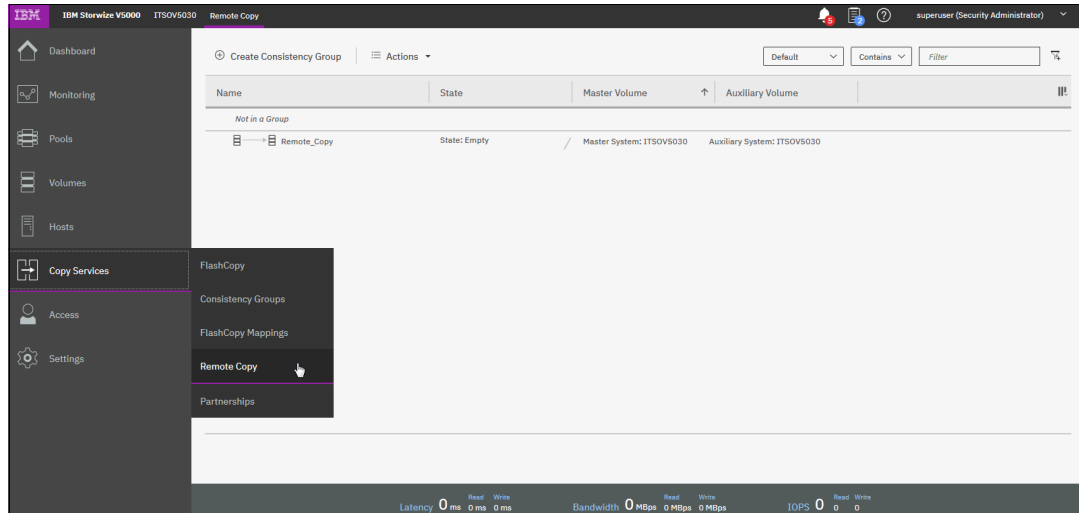 IBM IBM Storwize V5000 ITSOV5030 Remote Copy 5 2 superuser (Security Administrator)
Dashboard
Monitoring
Pools
Volumes
Hosts
Copy Services
Access
Settings
FlashCopy
Consistency Groups
FlashCopy Mappings
Remote Copy
Partnerships
Create Consistency Group Actions Default Contains Filter
Name State Master Volume Auxiliary Volume
Not in a Group
Remote_Copy State: Empty Master System: ITSOV5030 Auxiliary System: ITSOV5030
Read Write Read Write Read Write
Latency 0 ms 0 ms 0 ms Bandwidth 0 MBps 0 MBps 0 MBps IOPS 0 0 0